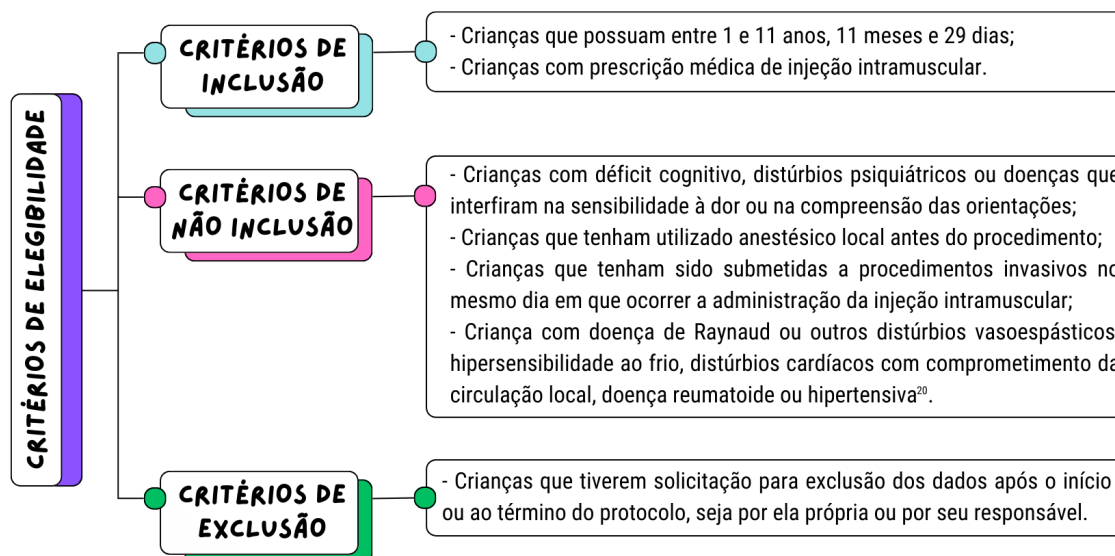 CRITÉRIOS DE ELEGIBILIDADE
CRITÉRIOS DE
INCLUSÃO
- Crianças que possuam entre 1 e 11 anos, 11 meses e 29 dias;
- Crianças com prescrição médica de injeção intramuscular.
CRITÉRIOS DE
NÃO INCLUSÃO
- Crianças com déficit cognitivo, distúrbios psiquiátricos ou doenças que
interfiram na sensibilidade à dor ou na compreensão das orientações;
- Crianças que tenham utilizado anestésico local antes do procedimento;
- Crianças que tenham sido submetidas a procedimentos invasivos no
mesmo dia em que ocorrer a administração da injeção intramuscular;
- Criança com doença de Raynaud ou outros distúrbios vasoespásticos
hipersensibilidade ao frio, distúrbios cardíacos com comprometimento da
circulação local, doença reumatoide ou hipertensiva²⁰.
CRITÉRIOS DE
EXCLUSÃO
- Crianças que tiverem solicitação para exclusão dos dados após o início
ou ao término do protocolo, seja por ela própria ou por seu responsável.